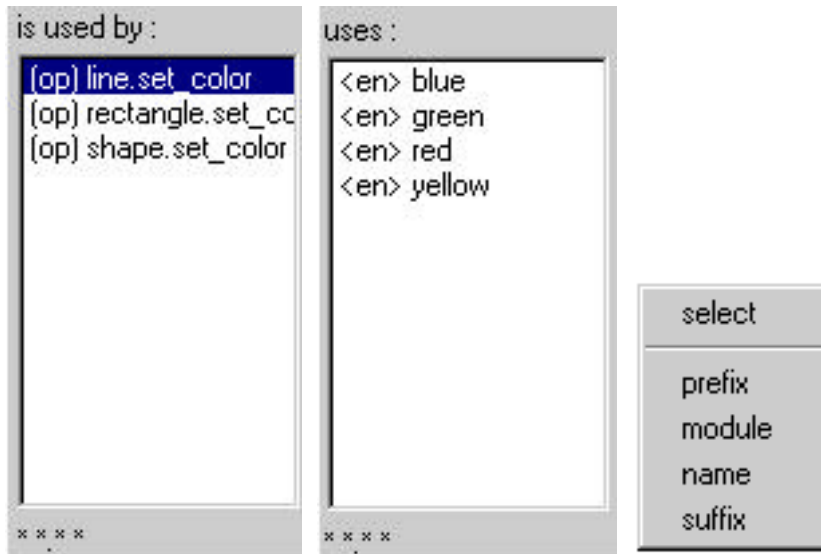 is used by :
(op) line.set_color
(op) rectangle.set_cc
(op) shape.set_color
x x x x
uses :
<en> blue
<en> green
<en> red
<en> yellow
x x x x
select
prefix
module
name
suffix